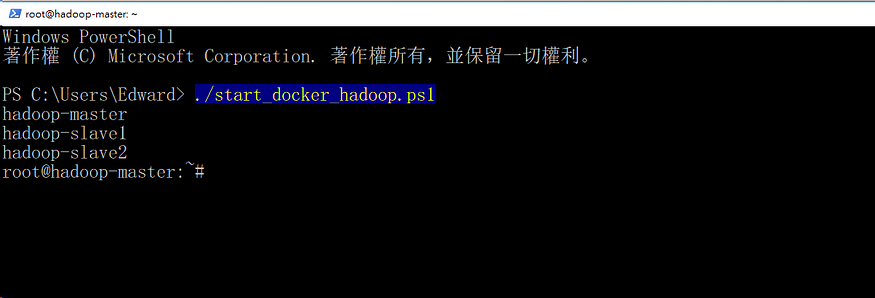 root@hadoop-master: ~
Windows PowerShell
著作權 (C) Microsoft Corporation. 著作權所有，並保留一切權利。
PS C:\Users\Edward> ./start_docker_hadoop.ps1
hadoop-master
hadoop-slave1
hadoop-slave2
root@hadoop-master:~#